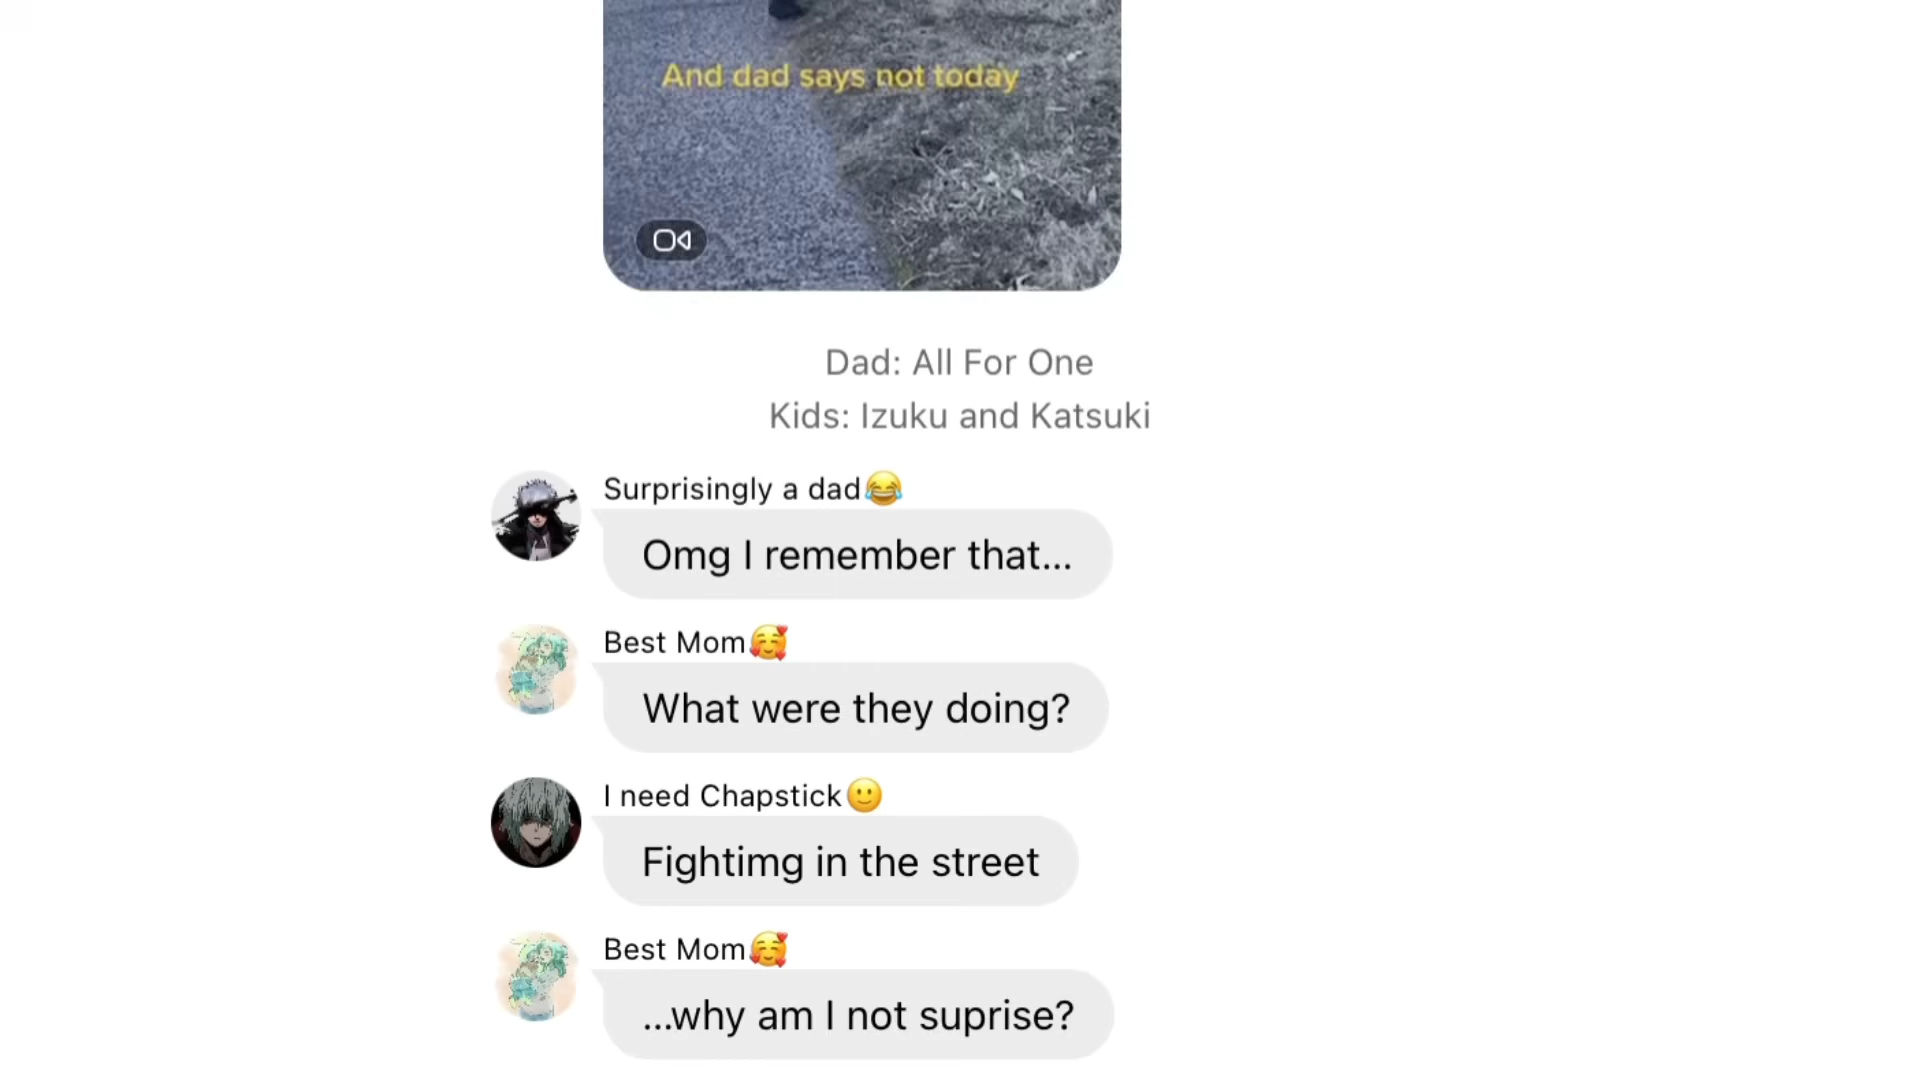 And dad says not today
Dad: All For One
Kids: Izuku and Katsuki
Surprisingly a dad😂
Omg I remember that...
Best Mom🥰
What were they doing?
I need Chapstick🙂
Fightimg in the street
Best Mom🥰
...why am I not suprise?